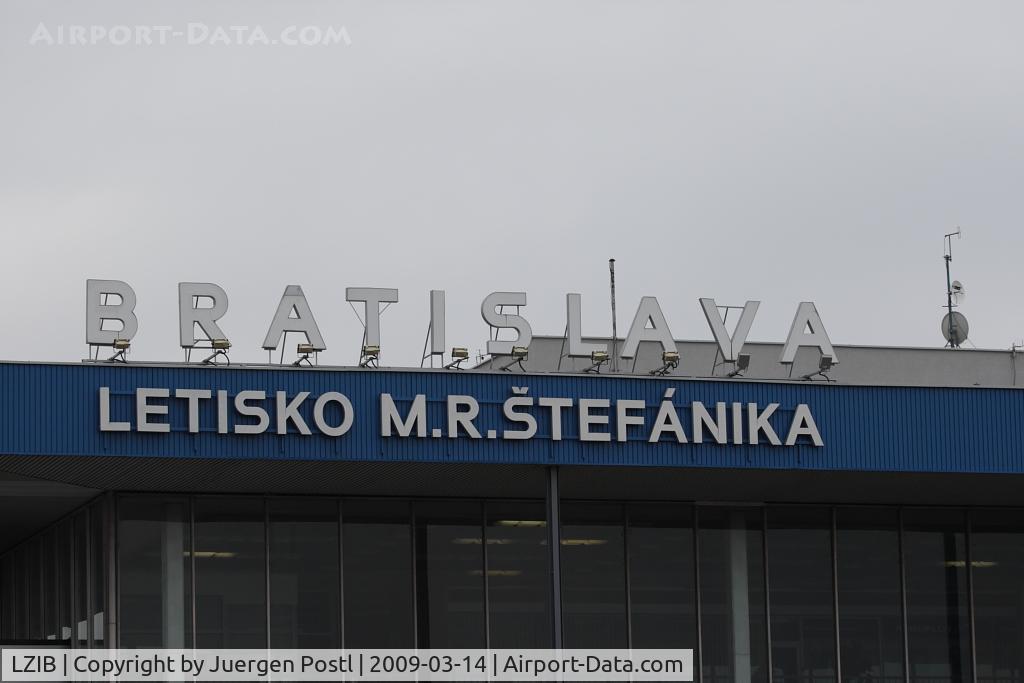 Airport-Data.com
BRATISLAVA
LETISKO M.R.ŠTEFÁNIKA
LZIB | Copyright by Juergen Postl | 2009-03-14 | Airport-Data.com